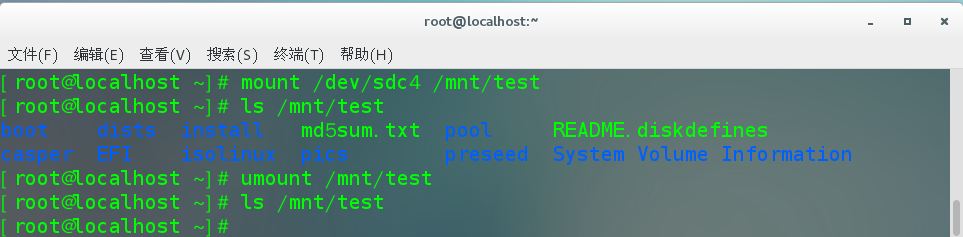 root@localhost:~
文件(F) 编辑(E) 查看(V) 搜索(S) 终端(T) 帮助(H)
[root@localhost ~]# mount /dev/sdc4 /mnt/test
[root@localhost ~]# ls /mnt/test
boot dists install md5sum.txt pool README.diskdefines
casper EFI isolinux pics preseed System Volume Information
[root@localhost ~]# umount /mnt/test
[root@localhost ~]# ls /mnt/test
[root@localhost ~]#